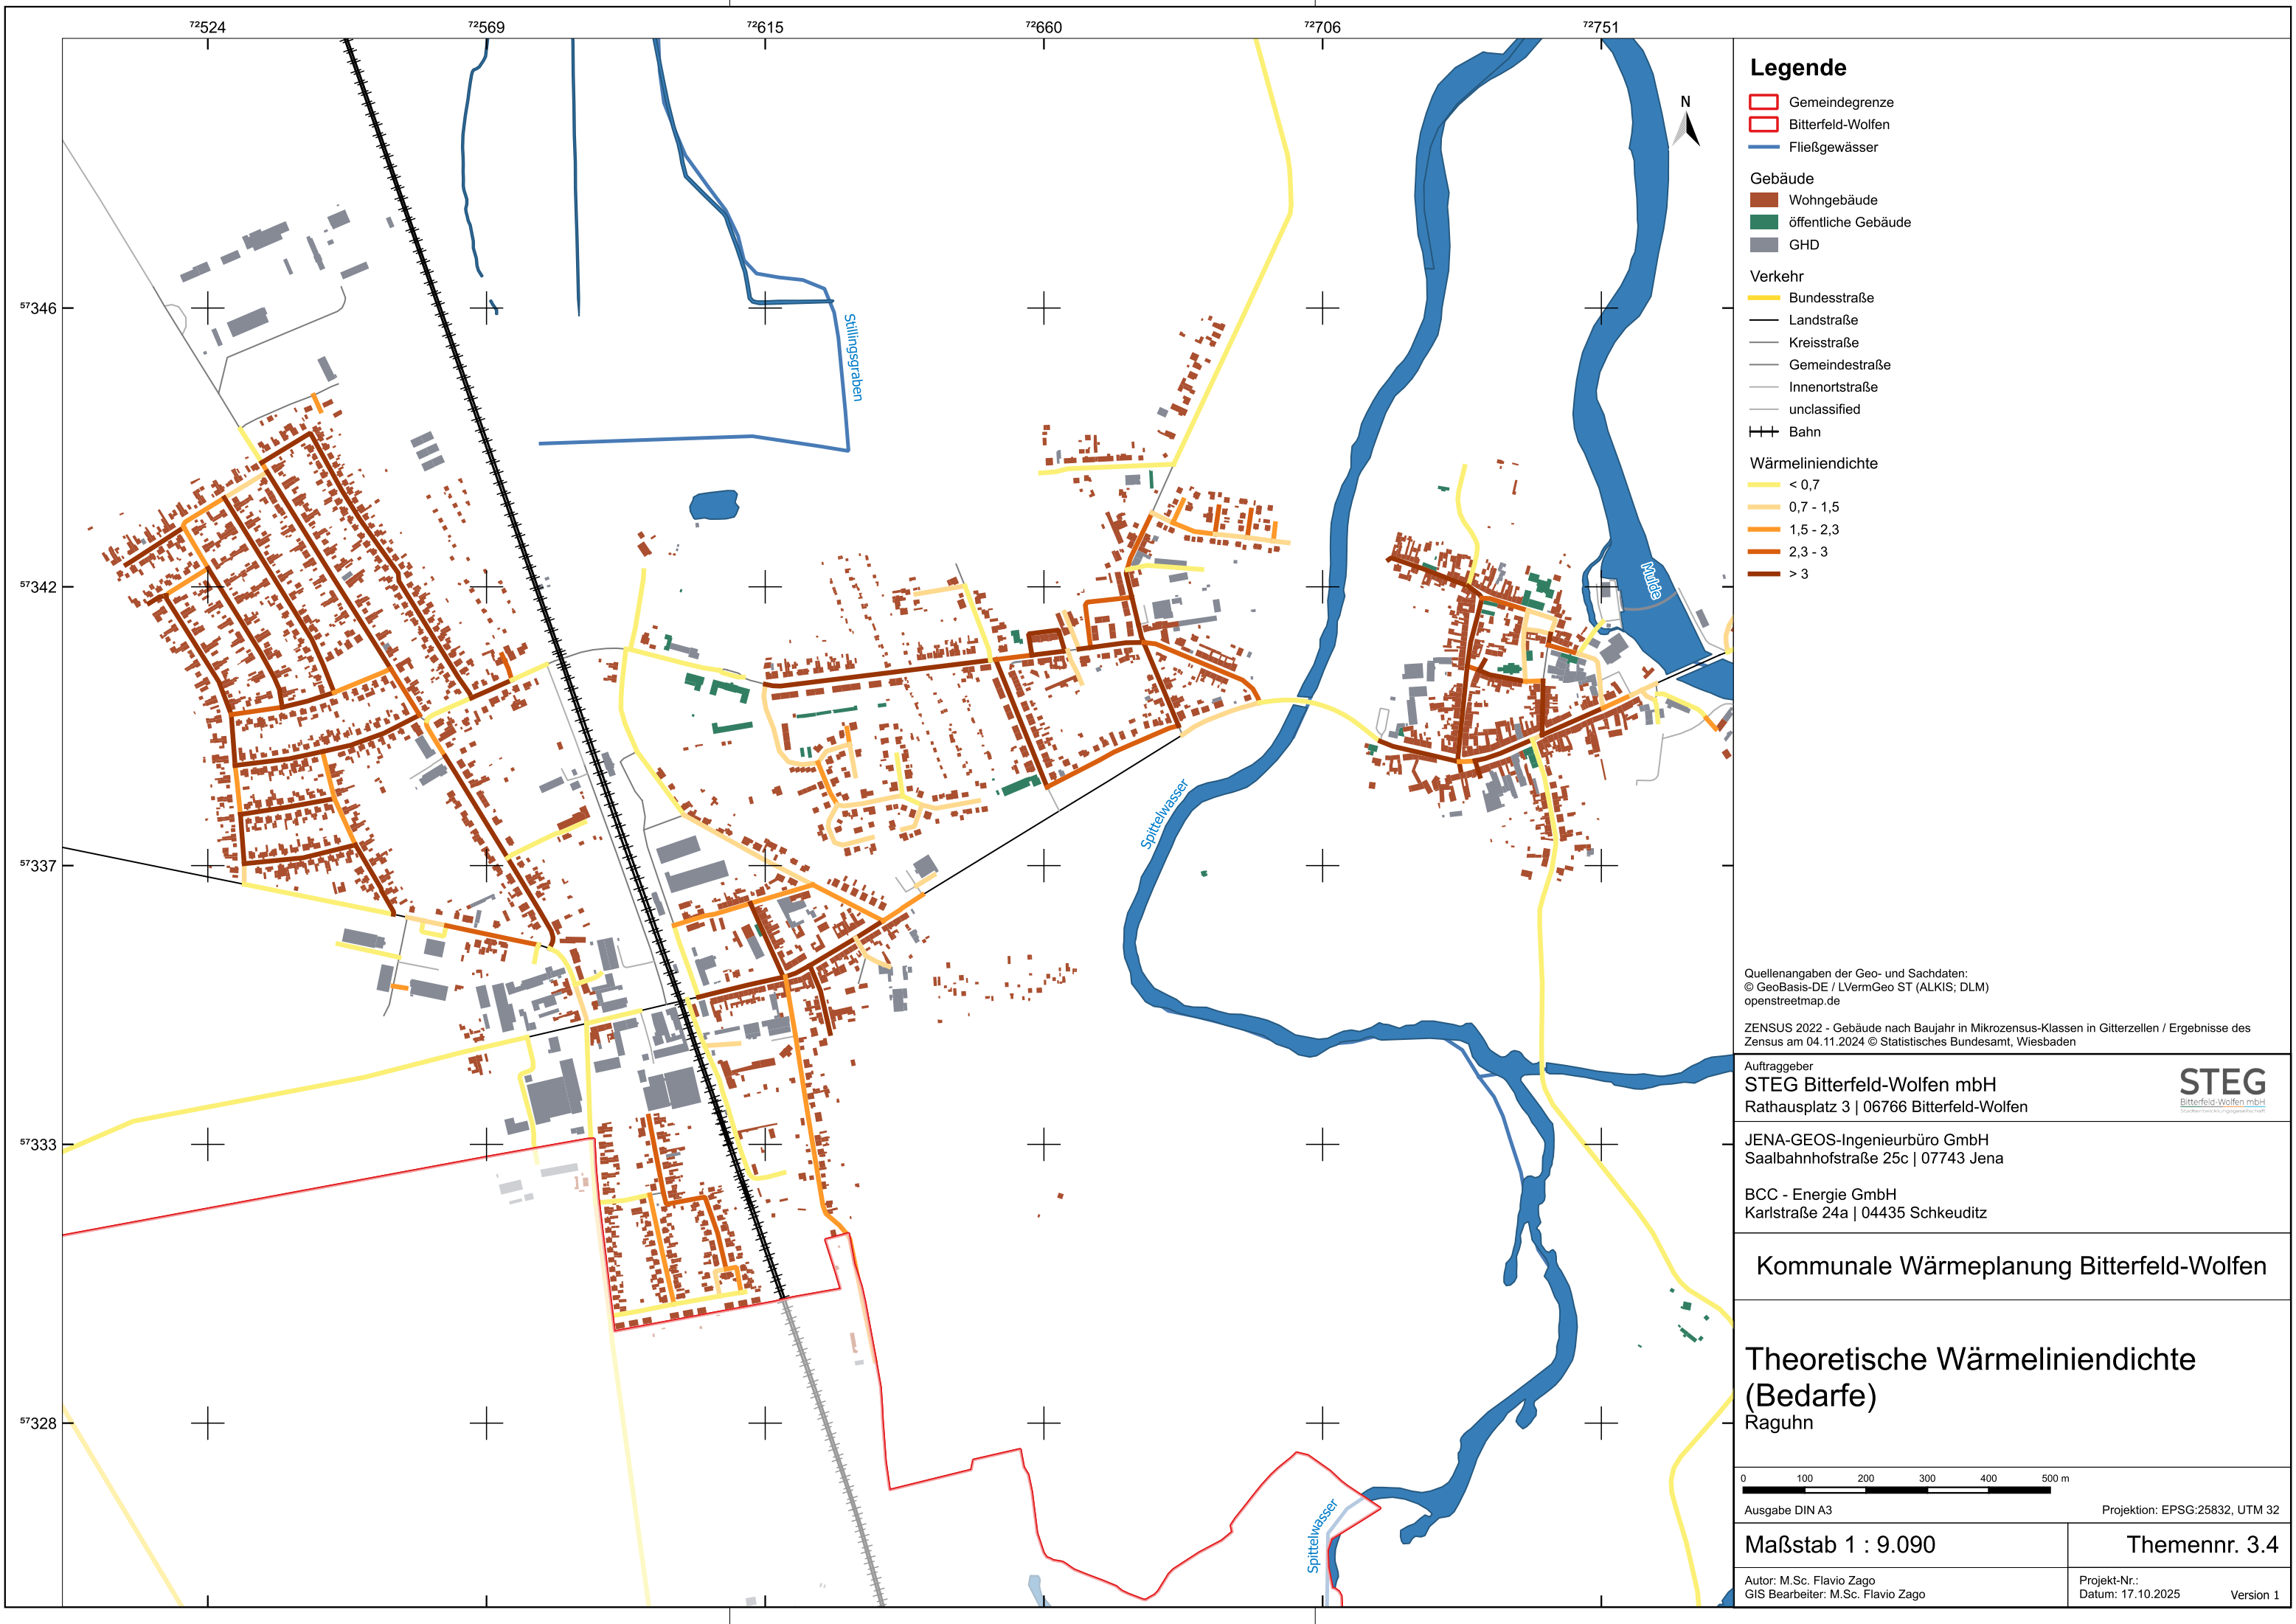 72524 72569 72615 72660 72706 72751
57346
57342
57337
57333
57328
Stillingsgraben
Spittelwasser
Mulde
Spittelwasser
N
Legende
Gemeindegrenze
Bitterfeld-Wolfen
Fließgewässer
Gebäude
Wohngebäude
öffentliche Gebäude
GHD
Verkehr
Bundesstraße
Landstraße
Kreisstraße
Gemeindestraße
Innenortstraße
unclassified
Bahn
Wärmeliniendichte
< 0,7
0,7 - 1,5
1,5 - 2,3
2,3 - 3
> 3
Quellenangaben der Geo- und Sachdaten:
© GeoBasis-DE / LVermGeo ST (ALKIS; DLM)
openstreetmap.de
ZENSUS 2022 - Gebäude nach Baujahr in Mikrozensus-Klassen in Gitterzellen / Ergebnisse des
Zensus am 04.11.2024 © Statistisches Bundesamt, Wiesbaden
Auftraggeber
STEG Bitterfeld-Wolfen mbH
Rathausplatz 3 | 06766 Bitterfeld-Wolfen
STEG
Bitterfeld-Wolfen mbH
Stadtentwicklungsgesellschaft
JENA-GEOS-Ingenieurbüro GmbH
Saalbahnhofstraße 25c | 07743 Jena
BCC - Energie GmbH
Karlstraße 24a | 04435 Schkeuditz
Kommunale Wärmeplanung Bitterfeld-Wolfen
Theoretische Wärmeliniendichte
(Bedarfe)
Raguhn
0 100 200 300 400 500 m
Ausgabe DIN A3 Projektion: EPSG:25832, UTM 32
Maßstab 1 : 9.090 Themennr. 3.4
Autor: M.Sc. Flavio Zago Projekt-Nr.:
GIS Bearbeiter: M.Sc. Flavio Zago Datum: 17.10.2025 Version 1